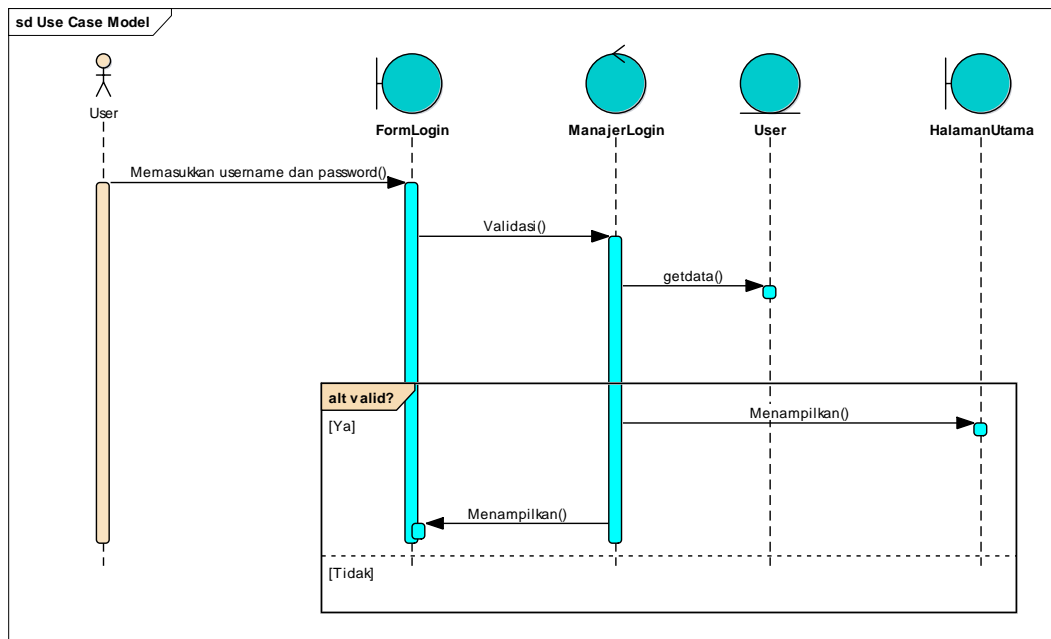 sd Use Case Model
User
FormLogin
ManajerLogin
User
HalamanUtama
Memasukkan username dan password()
Validasi()
getdata()
alt valid?
[Ya]
Menampilkan()
Menampilkan()
[Tidak]